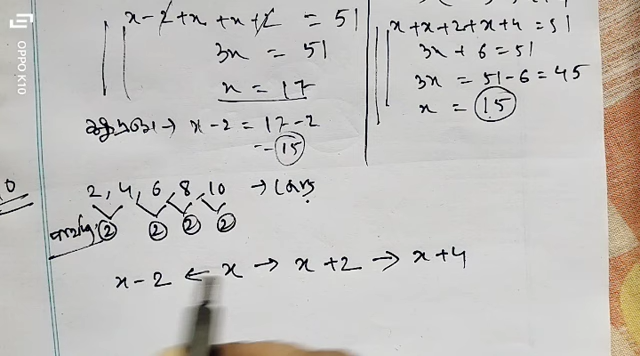 OPPO K10
x-2+x+x+2 = 51
3x = 51
x = 17
→ x-2 = 17-2
= 15
x+x+2+x+4 = 51
3x+6 = 51
3x = 51-6 = 45
x = 15
2, 4, 6, 8, 10 →
2 2 2 2
x-2 ← x → x+2 → x+4